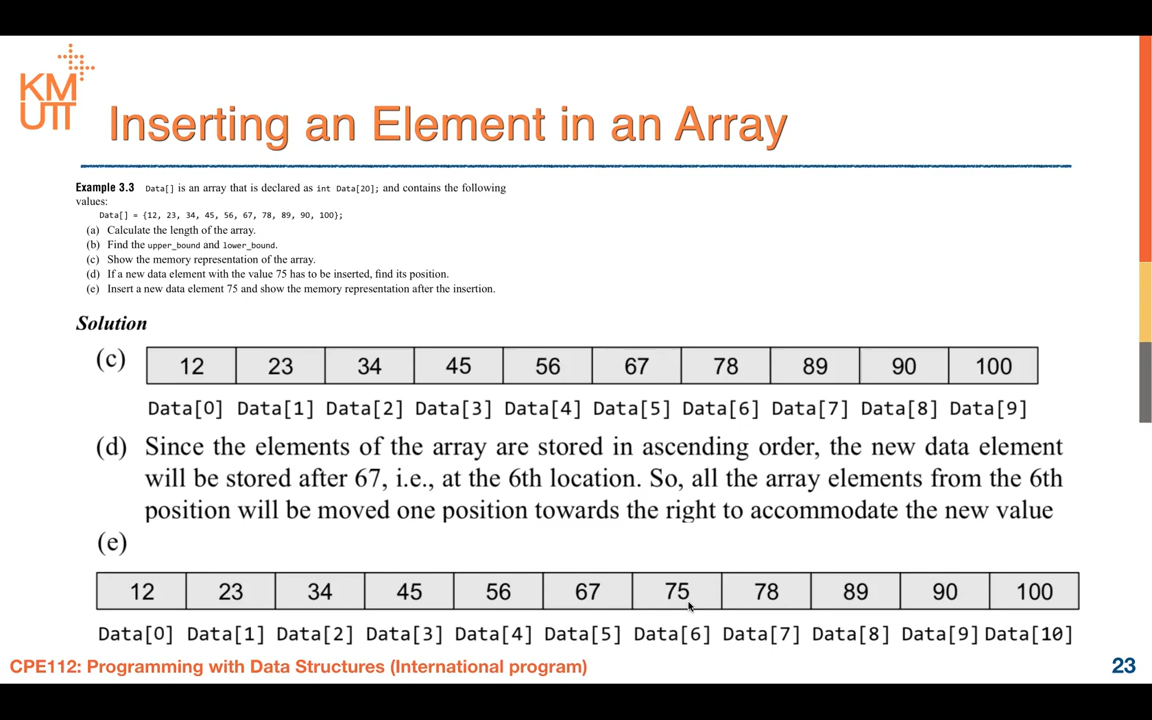 KM
UTT
Inserting an Element in an Array
Example 3.3 Data[] is an array that is declared as int Data[20]; and contains the following
values:
Data[] = {12, 23, 34, 45, 56, 67, 78, 89, 90, 100};
(a) Calculate the length of the array.
(b) Find the upper_bound and lower_bound.
(c) Show the memory representation of the array.
(d) If a new data element with the value 75 has to be inserted, find its position.
(e) Insert a new data element 75 and show the memory representation after the insertion.
Solution
(c) 12 23 34 45 56 67 78 89 90 100
Data[0] Data[1] Data[2] Data[3] Data[4] Data[5] Data[6] Data[7] Data[8] Data[9]
(d) Since the elements of the array are stored in ascending order, the new data element
will be stored after 67, i.e., at the 6th location. So, all the array elements from the 6th
position will be moved one position towards the right to accommodate the new value
(e)
12 23 34 45 56 67 75 78 89 90 100
Data[0] Data[1] Data[2] Data[3] Data[4] Data[5] Data[6] Data[7] Data[8] Data[9] Data[10]
CPE112: Programming with Data Structures (International program) 23